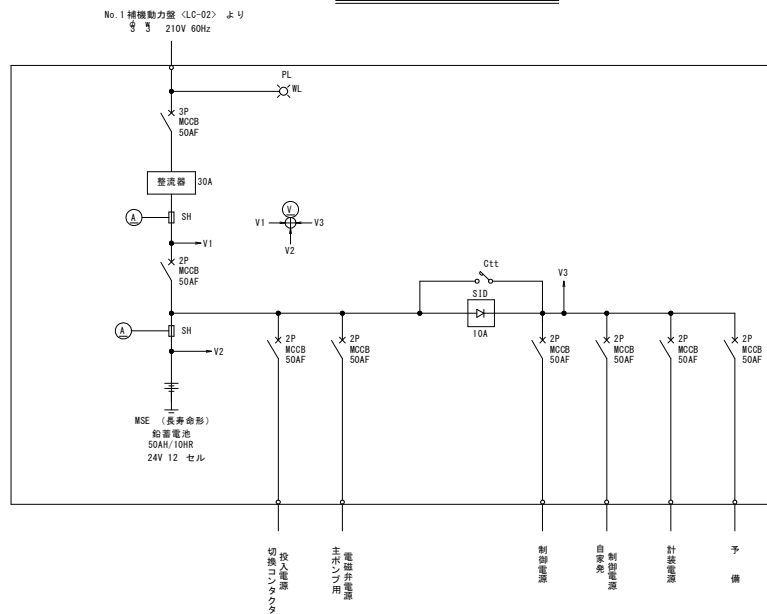 No.1補機動力盤〈LC-02〉より
3φ 3W 210V 60Hz
PL
WL
3P
MCCB
50AF
整流器 30A
A SH
V
V1 V3
V2
V1
2P
MCCB
50AF
Ctt
SID
10A
V3
A SH
V2
2P
MCCB
50AF
2P
MCCB
50AF
2P
MCCB
50AF
2P
MCCB
50AF
2P
MCCB
50AF
2P
MCCB
50AF
MSE (長寿命形)
鉛蓄電池
50AH/10HR
24V 12 セル
切換コンタクタ
投入電源
主ポンプ用
電磁弁電源
制御電源
自家発
制御電源
計装電源
予備